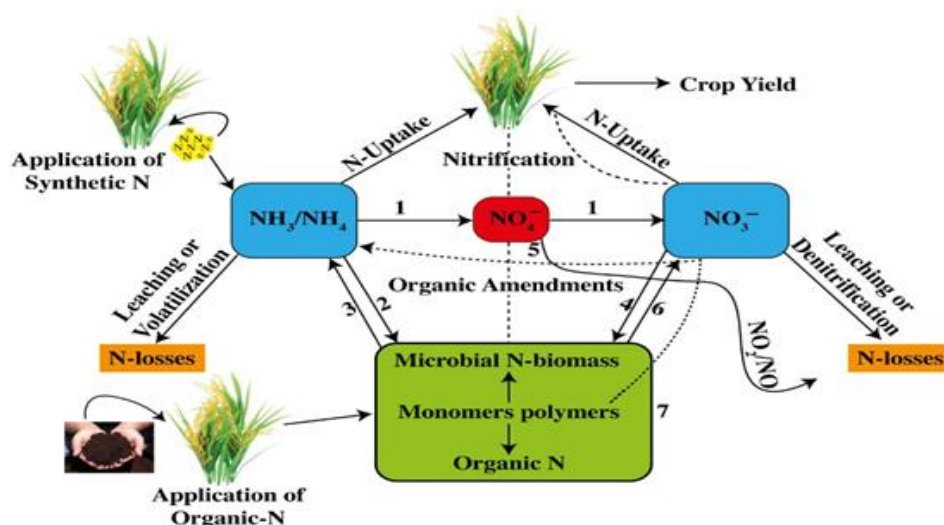 Crop Yield
Application of
Synthetic N
N-Uptake
N-Uptake
Nitrification
NH₃/NH₄
1
NO₄⁻
1
NO₃⁻
5
Leaching or
Volatilization
Organic Amendments
Leaching or
Denitrification
3
2
4
6
NO₂/NO
N-losses
N-losses
Microbial N-biomass
Monomers polymers
7
Organic N
Application of
Organic-N